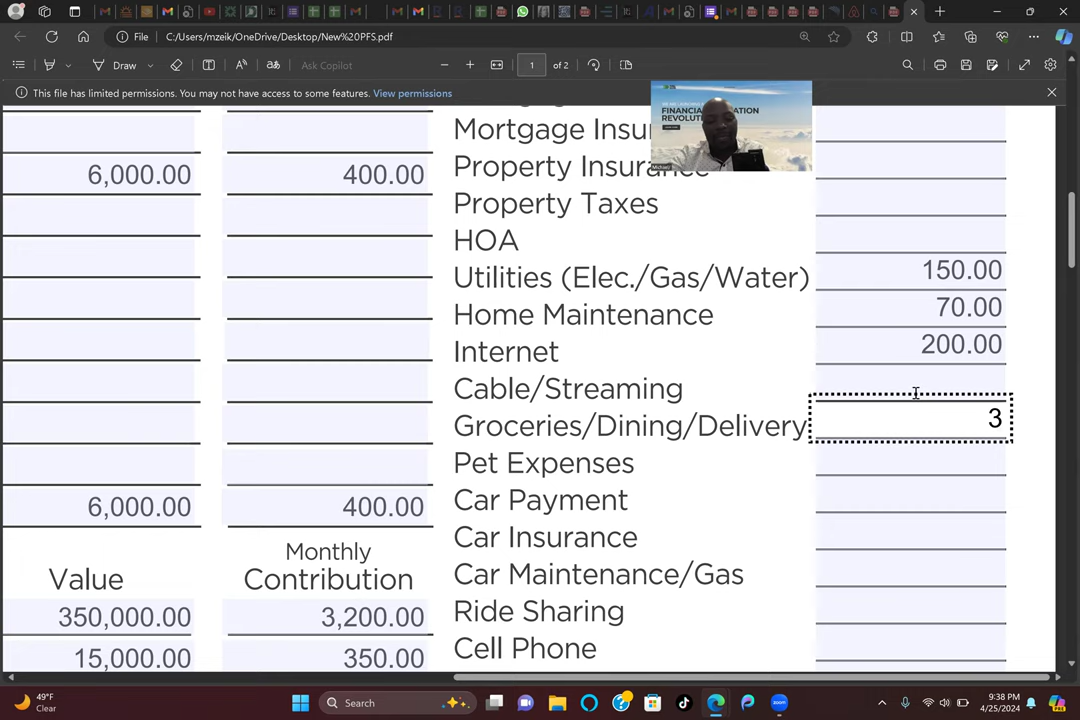 File
C:/Users/mzeik/OneDrive/Desktop/New%20PFS.pdf
Draw
Ask Copilot
1
of 2
This file has limited permissions. You may not have access to some features. View permissions
FINANCIAL
REVOLU
Michael
Mortgage Insu
6,000.00
400.00
Property Insurance
Property Taxes
HOA
Utilities (Elec./Gas/Water)
150.00
Home Maintenance
70.00
Internet
200.00
Cable/Streaming
Groceries/Dining/Delivery
3
Pet Expenses
Car Payment
6,000.00
400.00
Car Insurance
Monthly
Value
Contribution
Car Maintenance/Gas
350,000.00
3,200.00
Ride Sharing
15,000.00
350.00
Cell Phone
49°F
Clear
Search
zoom
9:38 PM
4/25/2024